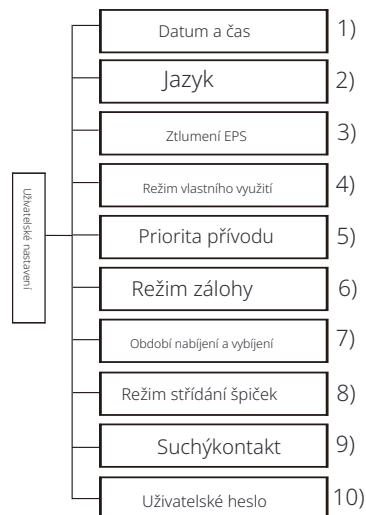 Uživatelské nastavení
Datum a čas 1)
Jazyk 2)
Ztlumení EPS 3)
Režim vlastního využití 4)
Priorita přívodu 5)
Režim zálohy 6)
Období nabíjení a vybíjení 7)
Režim střídání špiček 8)
Suchýkontakt 9)
Uživatelské heslo 10)